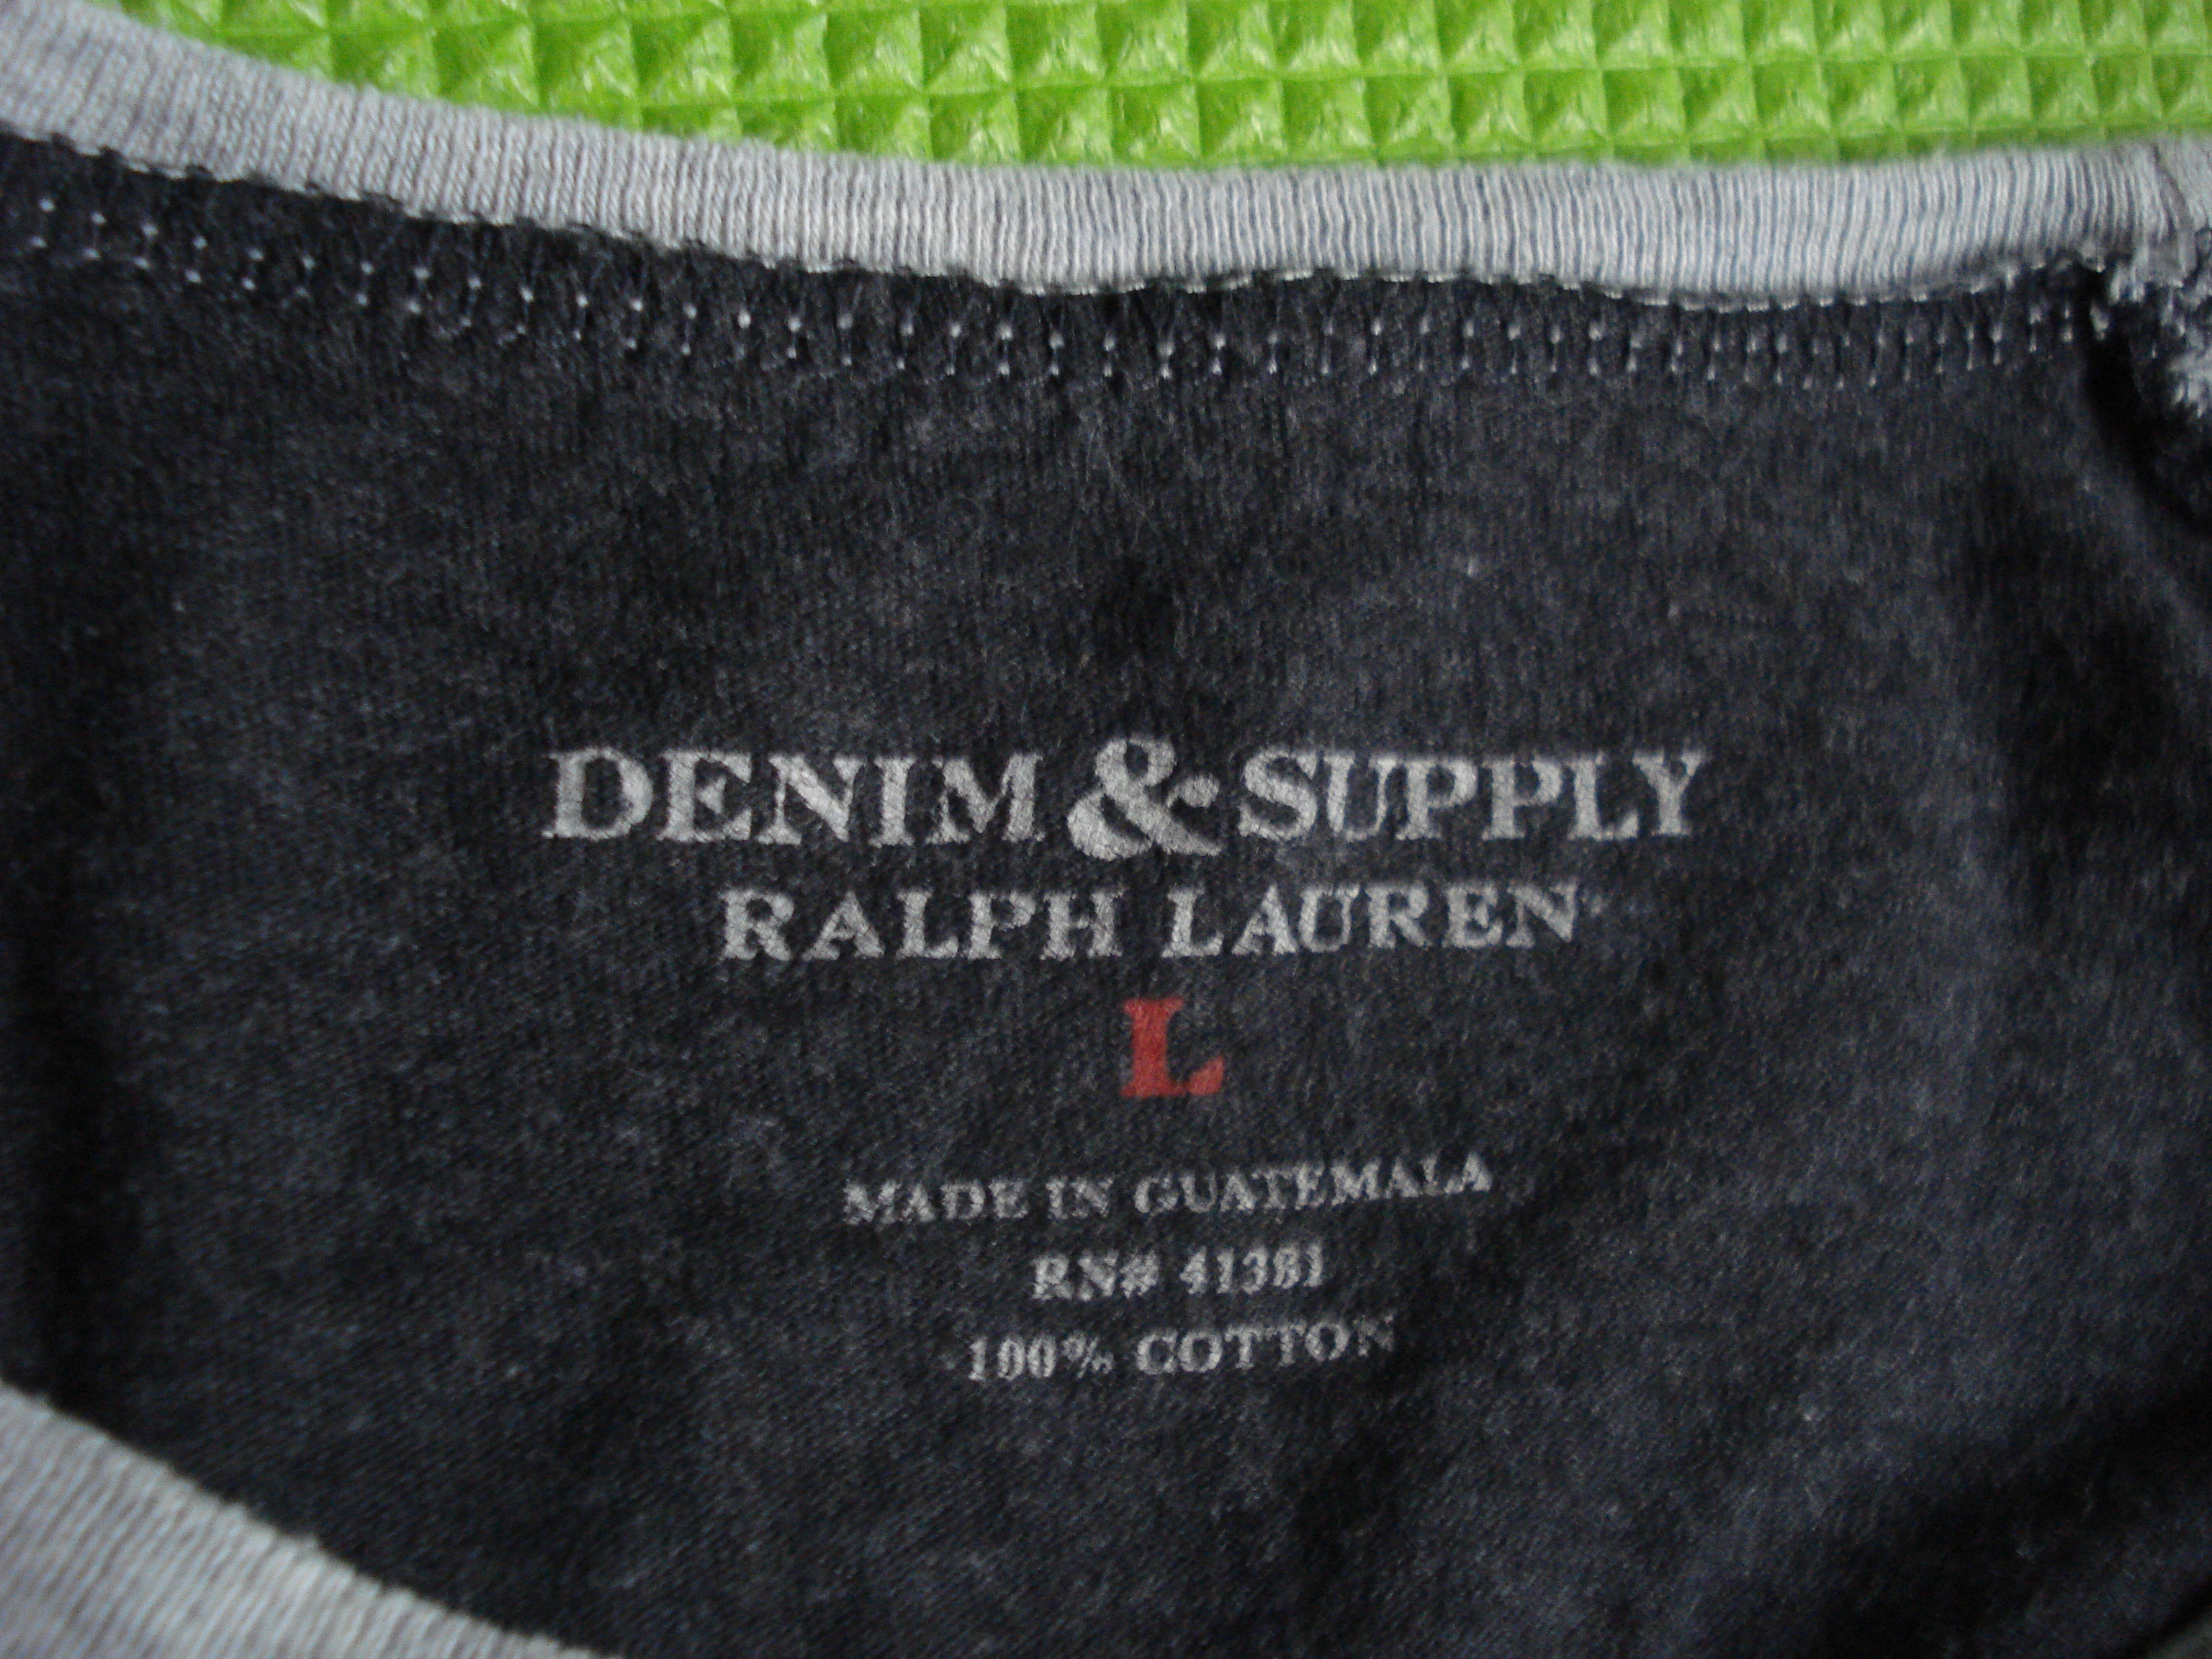 DENIM & SUPPLY
RALPH LAUREN
L
MADE IN GUATEMALA
RN# 41381
100% COTTON